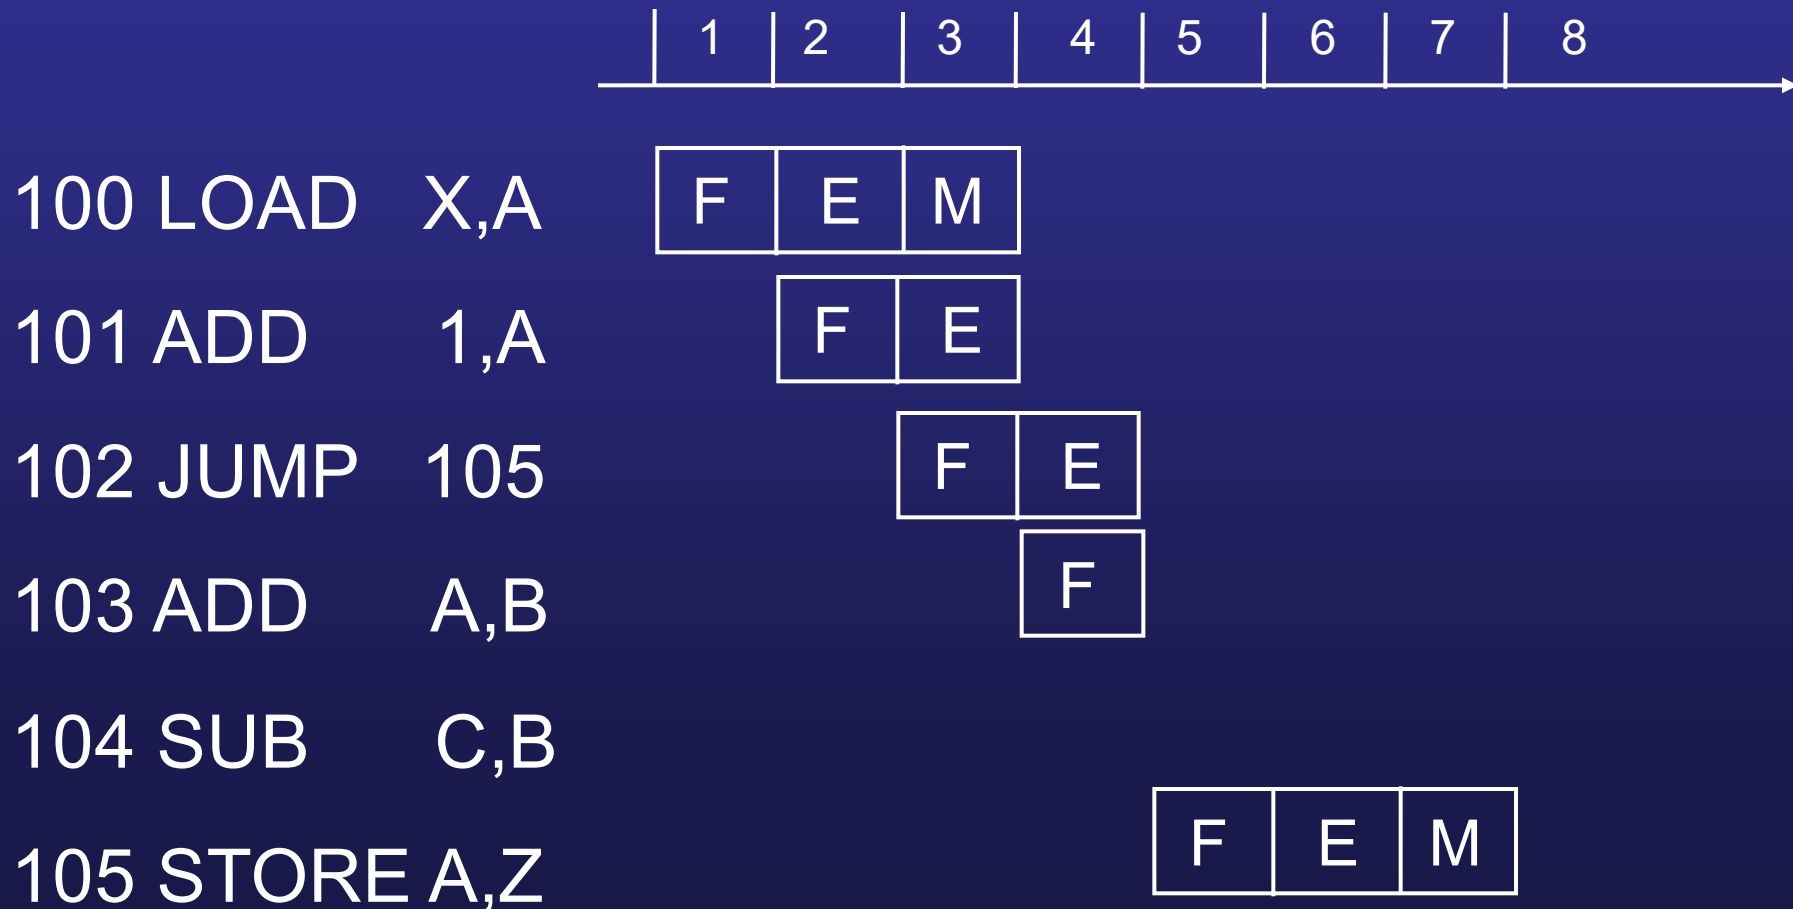 1 2 3 4 5 6 7 8
100 LOAD X,A F E M
101 ADD 1,A F E
102 JUMP 105 F E
103 ADD A,B F
104 SUB C,B
105 STORE A,Z F E M